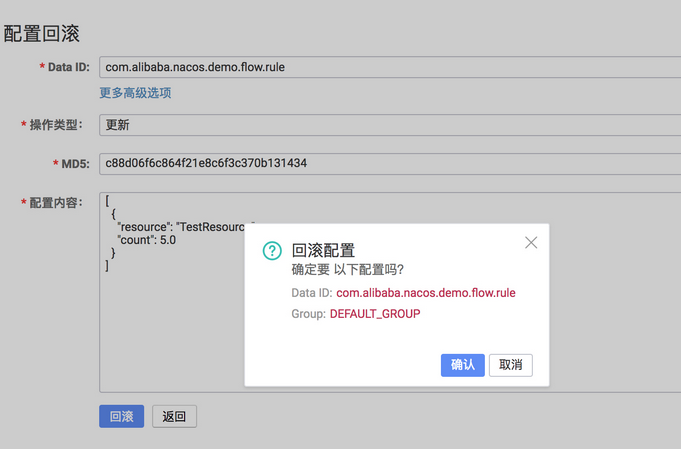 配置回滚
* Data ID: com.alibaba.nacos.demo.flow.rule
更多高级选项
* 操作类型: 更新
* MD5: c88d06f6c864f21e8c6f3c370b131434
* 配置内容: [
{
"resource": "TestResourc
"count": 5.0
}
]
回滚配置
确定要 以下配置吗?
Data ID: com.alibaba.nacos.demo.flow.rule
Group: DEFAULT_GROUP
确认 取消
回滚 返回